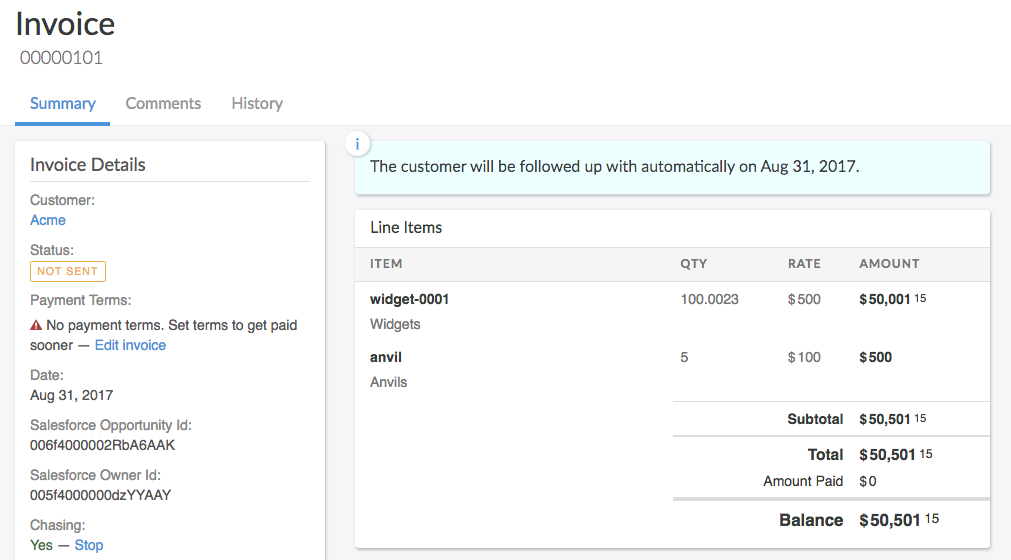 Invoice
00000101
Summary Comments History
Invoice Details
Customer:
Acme
Status:
NOT SENT
Payment Terms:
No payment terms. Set terms to get paid
sooner — Edit invoice
Date:
Aug 31, 2017
Salesforce Opportunity Id:
006f4000002RbA6AAK
Salesforce Owner Id:
005f4000000dzYYAAY
Chasing:
Yes — Stop
i
The customer will be followed up with automatically on Aug 31, 2017.
Line Items
ITEM QTY RATE AMOUNT
widget-0001 100.0023 $500 $50,001 15
Widgets
anvil 5 $100 $500
Anvils
Subtotal $50,501 15
Total $50,501 15
Amount Paid $0
Balance $50,501 15